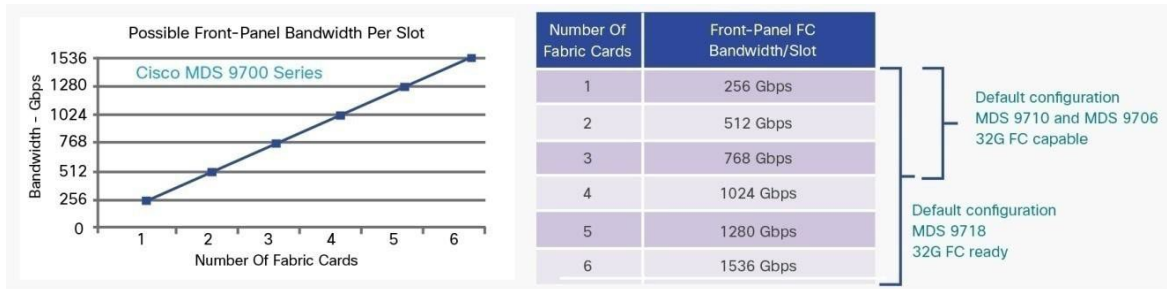 Possible Front-Panel Bandwidth Per Slot
Cisco MDS 9700 Series
Bandwidth - Gbps
1536
1280
1024
768
512
256
0
1 2 3 4 5 6
Number Of Fabric Cards
Number Of Fabric Cards
Front-Panel FC Bandwidth/Slot
1 256 Gbps
2 512 Gbps
3 768 Gbps
4 1024 Gbps
5 1280 Gbps
6 1536 Gbps
Default configuration
MDS 9710 and MDS 9706
32G FC capable
Default configuration
MDS 9718
32G FC ready